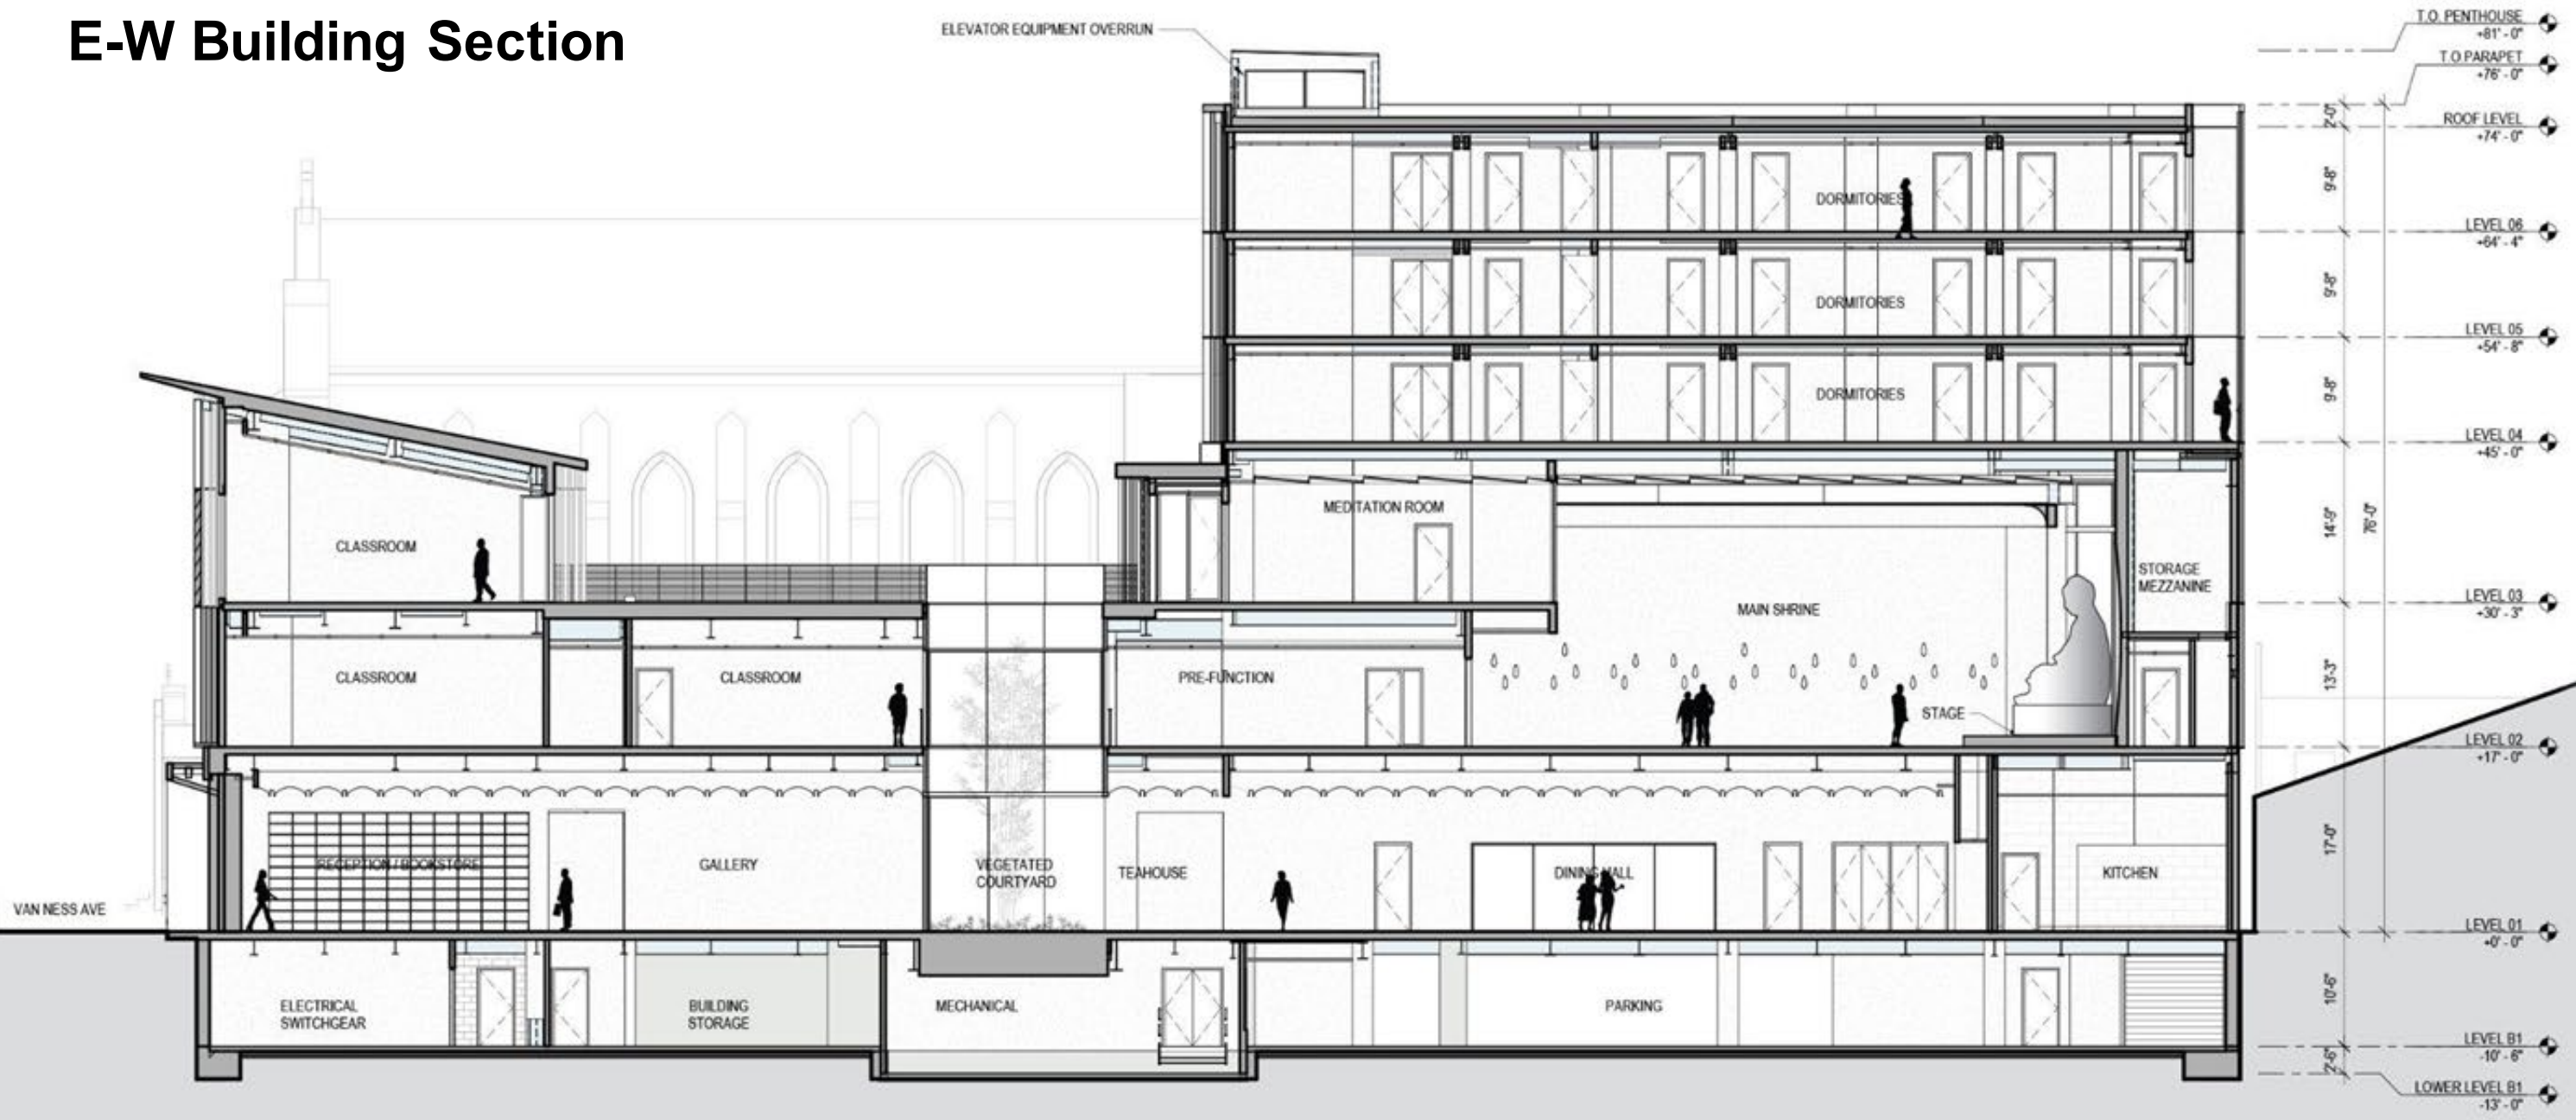 E-W Building Section
ELEVATOR EQUIPMENT OVERRUN
T.O. PENTHOUSE
+81' - 0"
T.O PARAPET
+76' - 0"
2'-0"
ROOF LEVEL
+74' - 0"
DORMITORIES
9'-8"
LEVEL 06
+64' - 4"
DORMITORIES
9'-8"
LEVEL 05
+54' - 8"
DORMITORIES
9'-8"
LEVEL 04
+45' - 0"
MEDITATION ROOM
CLASSROOM
14'-9"
76'-0"
STORAGE
MEZZANINE
MAIN SHRINE
LEVEL 03
+30' - 3"
CLASSROOM
CLASSROOM
PRE-FUNCTION
13'-3"
STAGE
LEVEL 02
+17' - 0"
RECEPTION / BOOKSTORE
GALLERY
VEGETATED
COURTYARD
TEAHOUSE
DINING HALL
KITCHEN
17'-0"
VAN NESS AVE
LEVEL 01
+0' - 0"
ELECTRICAL
SWITCHGEAR
BUILDING
STORAGE
MECHANICAL
PARKING
10'-6"
LEVEL B1
-10' - 6"
2'-6"
LOWER LEVEL B1
-13' - 0"